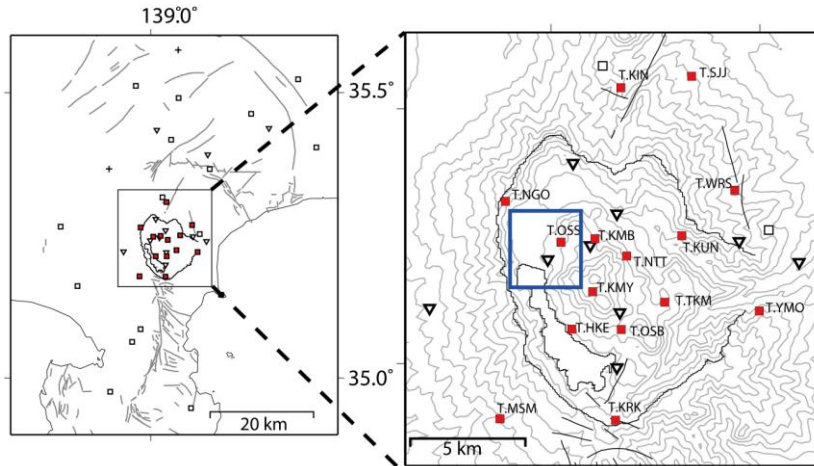 139.0°
35.5°
35.0°
20 km
T.KIN
T.SJJ
T.NGO
T.WRS
T.OSS
T.KMB
T.KUN
T.NTT
T.KMY
T.TKM
T.YMO
T.HKE
T.OSB
T.MSM
T.KRK
5 km